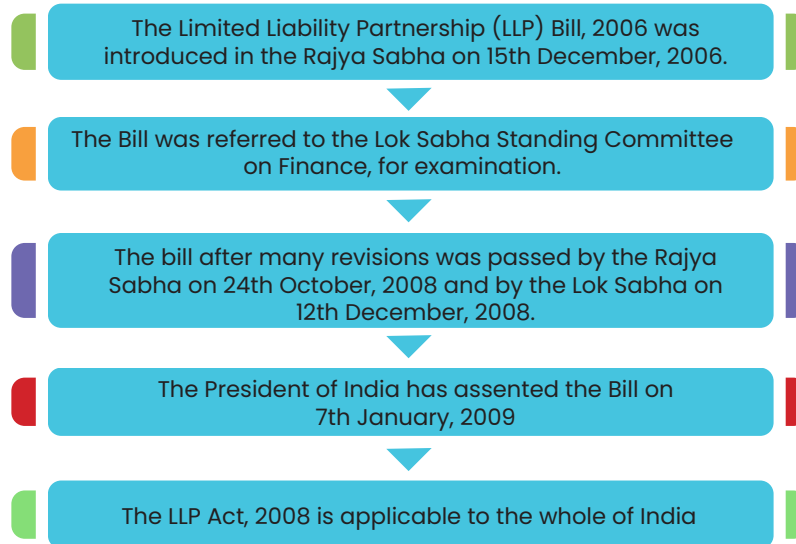 The Limited Liability Partnership (LLP) Bill, 2006 was
introduced in the Rajya Sabha on 15th December, 2006.
The Bill was referred to the Lok Sabha Standing Committee
on Finance, for examination.
The bill after many revisions was passed by the Rajya
Sabha on 24th October, 2008 and by the Lok Sabha on
12th December, 2008.
The President of India has assented the Bill on
7th January, 2009
The LLP Act, 2008 is applicable to the whole of India